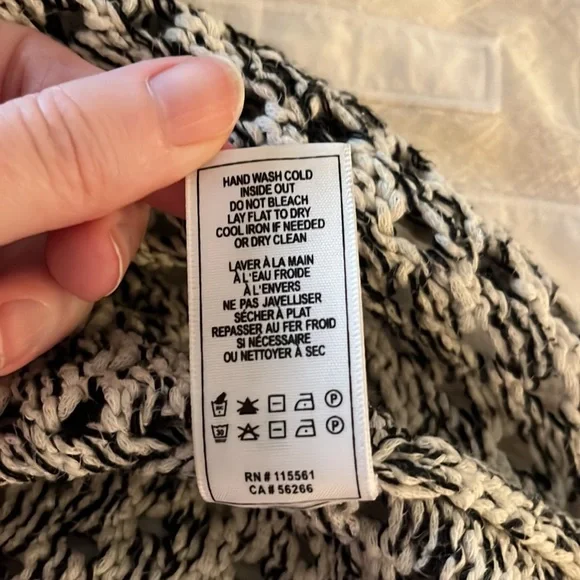 HAND WASH COLD
INSIDE OUT
DO NOT BLEACH
LAY FLAT TO DRY
COOL IRON IF NEEDED
OR DRY CLEAN
LAVER À LA MAIN
À L'EAU FROIDE
À L'ENVERS
NE PAS JAVELLISER
SÉCHER À PLAT
REPASSER AU FER FROID
SI NÉCESSAIRE
OU NETTOYER À SEC
P
30 P
RN # 115561
CA # 56266